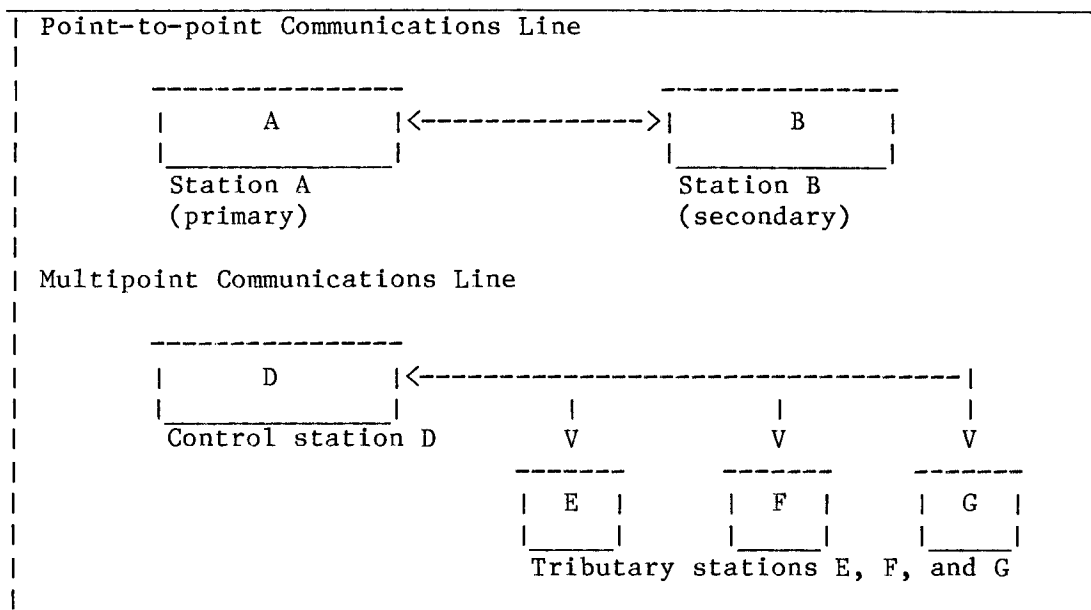 Point-to-point Communications Line
A B
Station A Station B
(primary) (secondary)
Multipoint Communications Line
D
Control station D V V V
E F G
Tributary stations E, F, and G